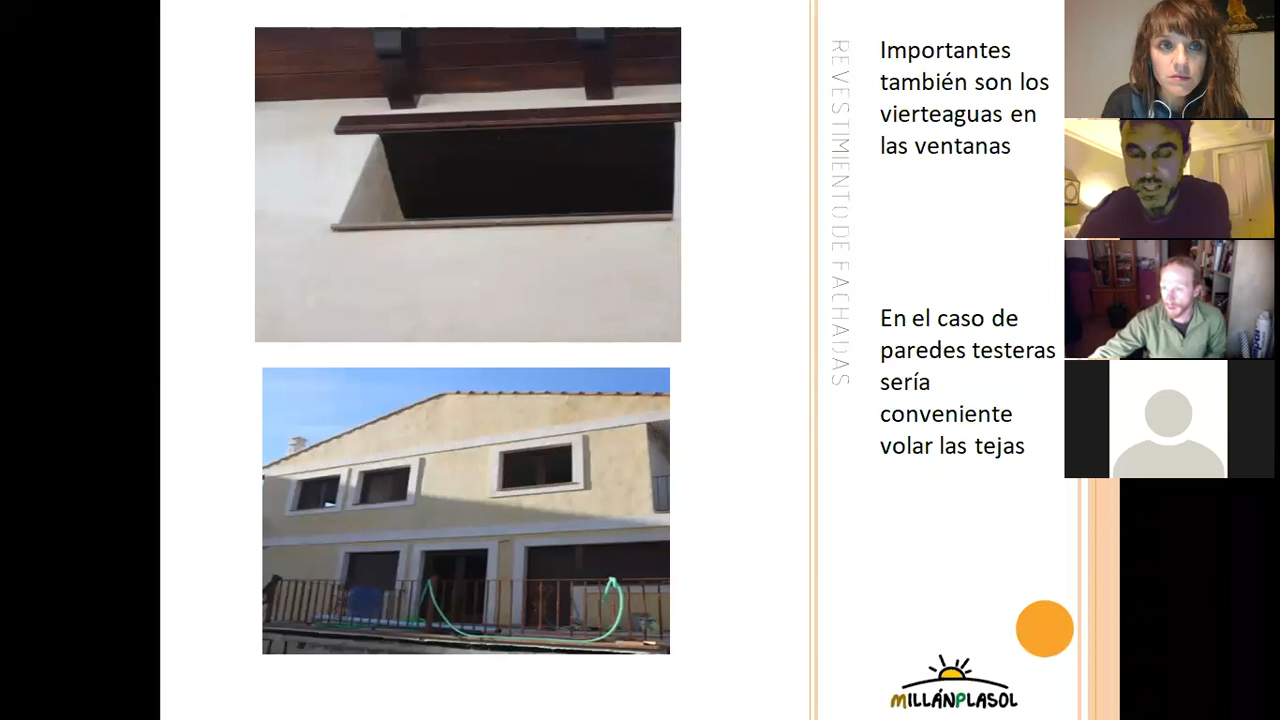 Importantes
también son los
vierteaguas en
las ventanas
REVESTIMIENTO DE FACHADAS
En el caso de
paredes testeras
sería
conveniente
volar las tejas
MILLÁNPLASOL